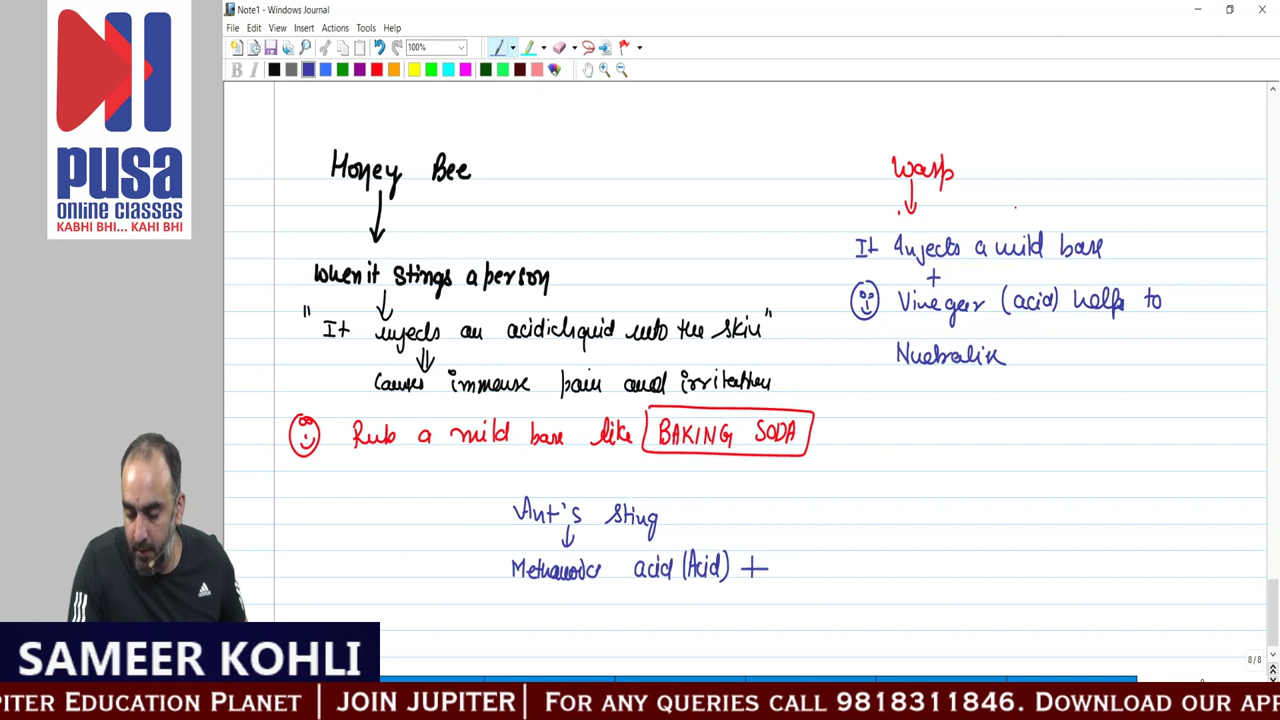 Note1 - Windows Journal
File Edit View Insert Actions Tools Help
100%
B I
PUSA
ONLINE CLASSES
KABHI BHI... KAHI BHI
Honey Bee
When it stings a person
"It injects an acidic liquid into the skin"
causes immense pain and irritation
Rub a mild base like BAKING SODA
Wasp
It Injects a mild base
+
Vinegar (acid) helps to
Ant's sting
Methanoic acid (Acid) +
8/8
SAMEER KOHLI
PITER EDUCATION PLANET | JOIN JUPITER | FOR ANY QUERIES CALL 9818311846. DOWNLOAD OUR APP